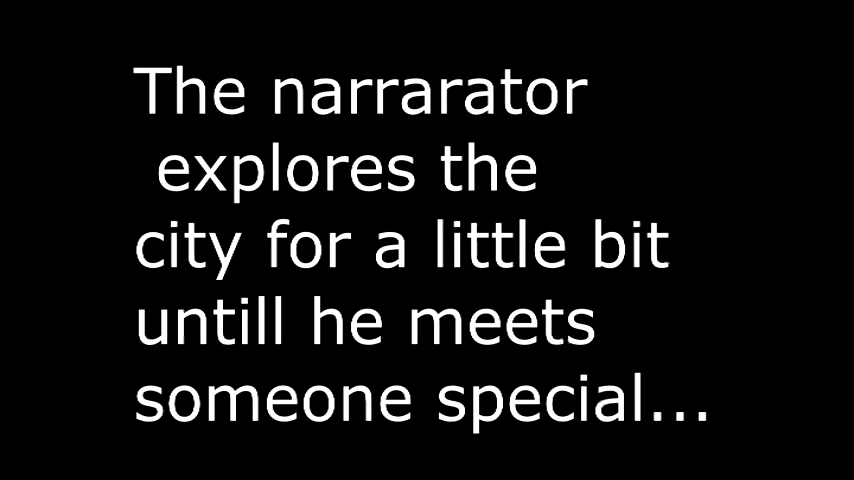 The narrarator
explores the
city for a little bit
untill he meets
someone special...